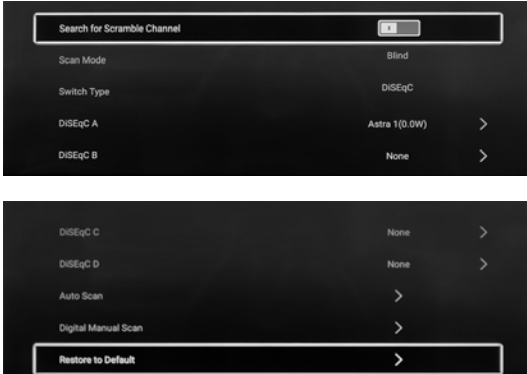 Search for Scramble Channel
Scan Mode Blind
Switch Type DiSEqC
DiSEqC A Astra 1(0.0W) >
DiSEqC B None >
DiSEqC C None >
DiSEqC D None >
Auto Scan >
Digital Manual Scan >
Restore to Default >